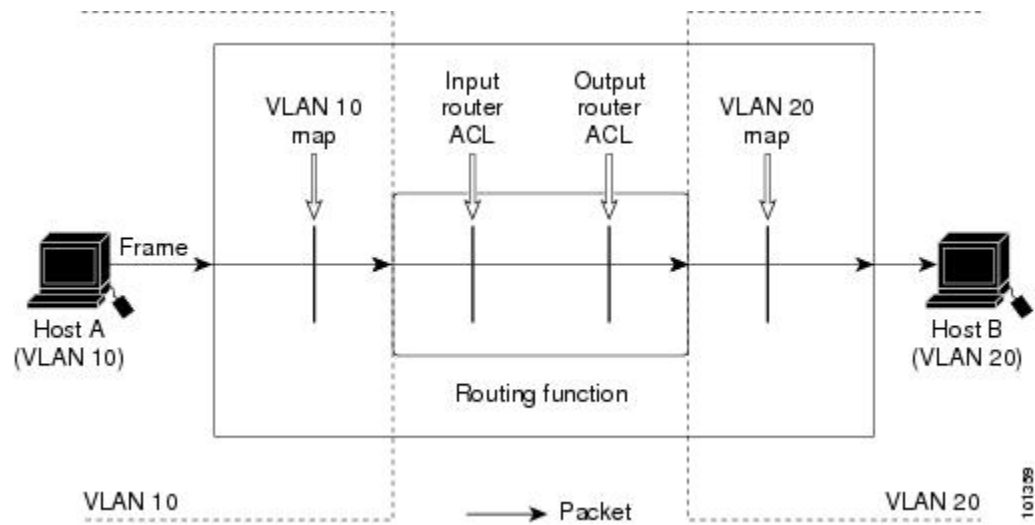 VLAN 10
map
Input
router
ACL
Output
router
ACL
VLAN 20
map
Frame
Host A
(VLAN 10)
Host B
(VLAN 20)
Routing function
VLAN 10
Packet
VLAN 20
101359